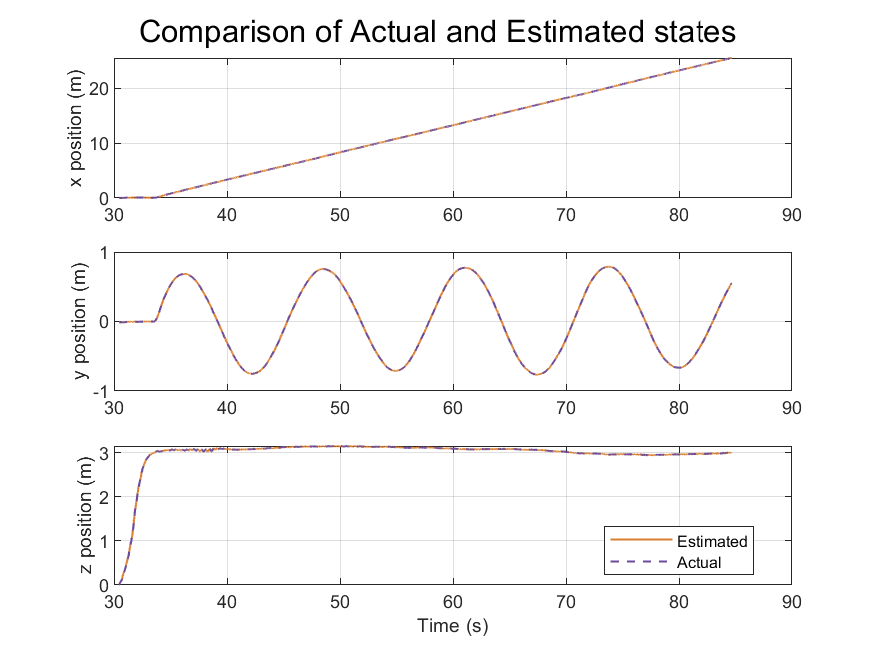 Comparison of Actual and Estimated states
x position (m)
20
10
0
30 40 50 60 70 80 90
y position (m)
1
0
-1
30 40 50 60 70 80 90
z position (m)
3
2
1
0
Estimated
Actual
30 40 50 60 70 80 90
Time (s)